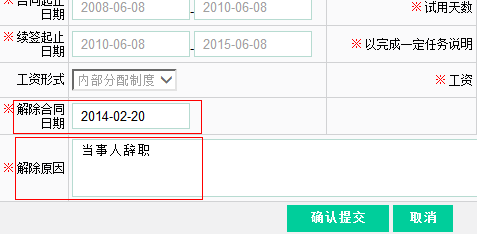 ※合同起止 2008-06-08 - 2010-06-08 ※试用天数
日期
※续签起止 2010-06-08 - 2015-06-08 ※以完成一定任务说明
日期
工资形式 内部分配制度 ※工资
※解除合同 2014-02-20
日期
当事人辞职
※解除原因
确认提交 取消